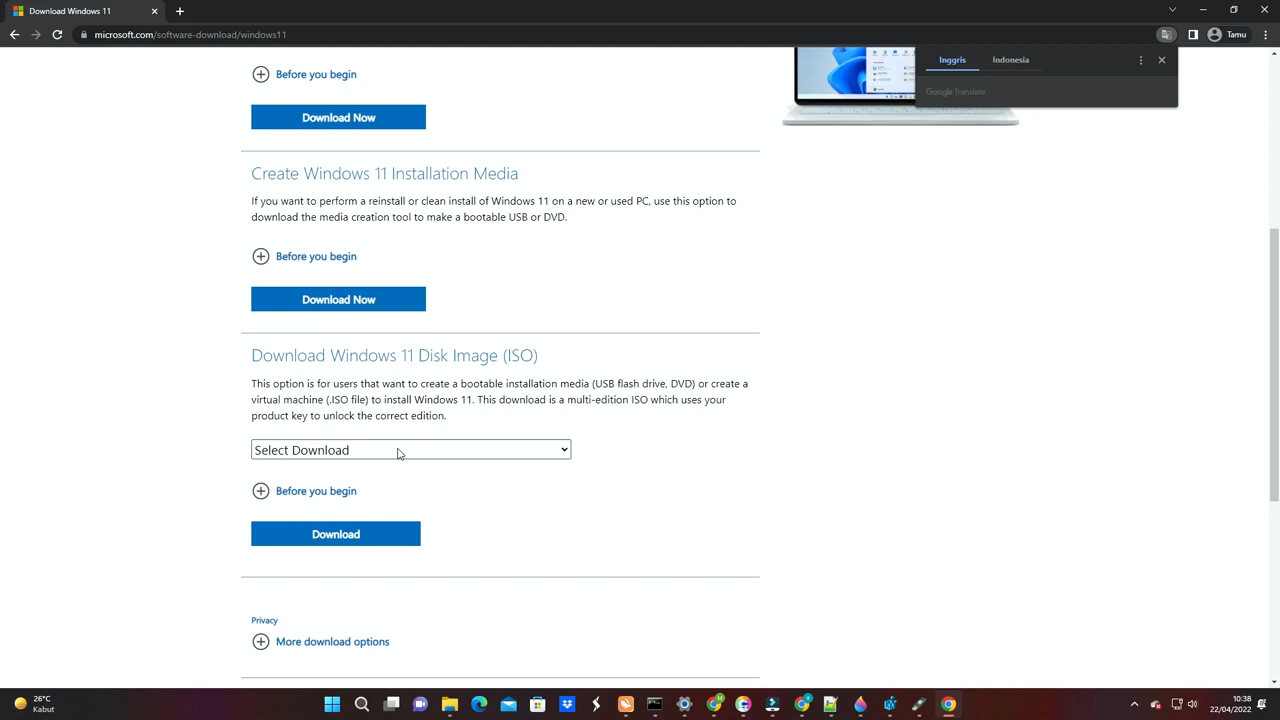 Download Windows 11
microsoft.com/software-download/windows11
Tamu
Inggris
Indonesia
Google Translate
Before you begin
Download Now
Create Windows 11 Installation Media
If you want to perform a reinstall or clean install of Windows 11 on a new or used PC, use this option to
download the media creation tool to make a bootable USB or DVD.
Before you begin
Download Now
Download Windows 11 Disk Image (ISO)
This option is for users that want to create a bootable installation media (USB flash drive, DVD) or create a
virtual machine (.ISO file) to install Windows 11. This download is a multi-edition ISO which uses your
product key to unlock the correct edition.
Select Download
Before you begin
Download
Privacy
More download options
26°C
Kabut
10:38
22/04/2022